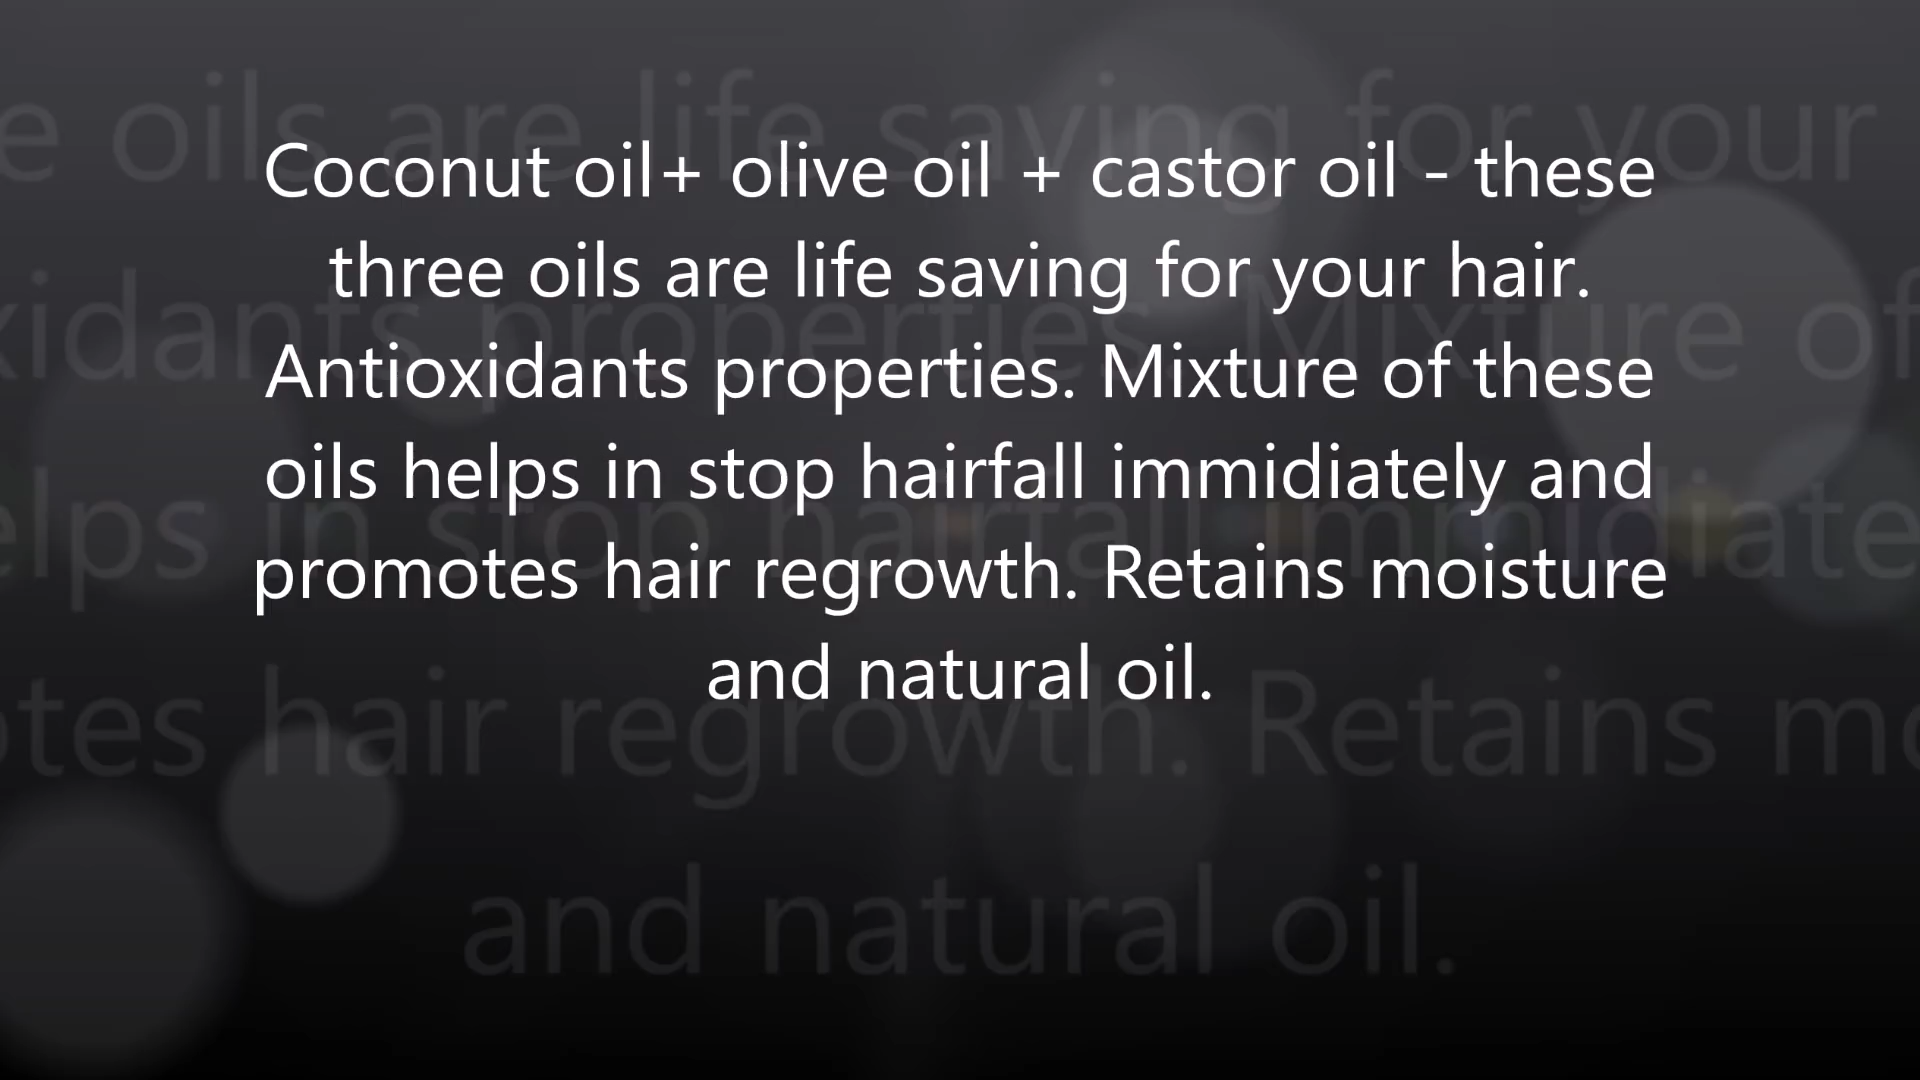 Coconut oil+ olive oil + castor oil - these
three oils are life saving for your hair.
Antioxidants properties. Mixture of these
oils helps in stop hairfall immidiately and
promotes hair regrowth. Retains moisture
and natural oil.